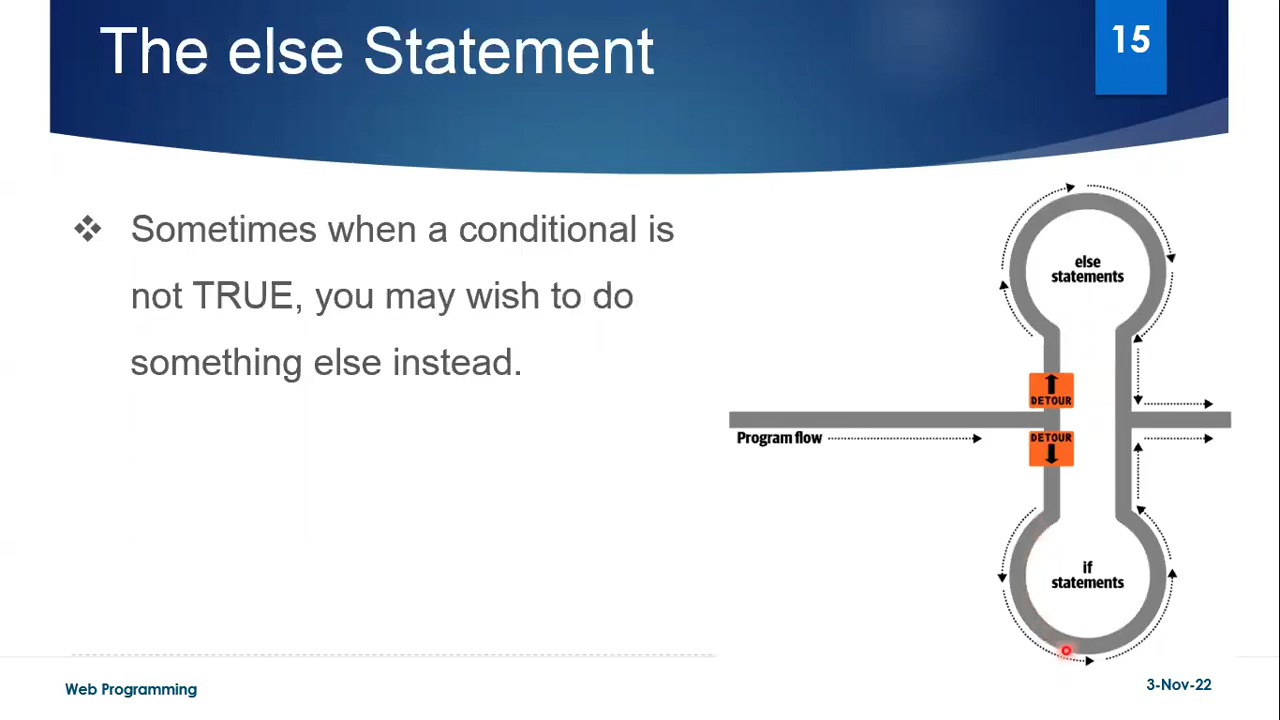 The else Statement
15
Sometimes when a conditional is
not TRUE, you may wish to do
something else instead.
else
statements
DETOUR
Program flow
DETOUR
if
statements
Web Programming
3-Nov-22